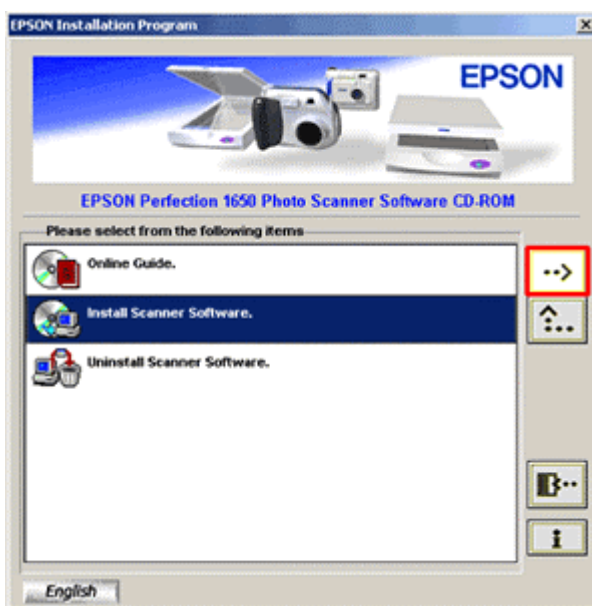 EPSON Installation Program
EPSON
EPSON Perfection 1650 Photo Scanner Software CD-ROM
Please select from the following items
Online Guide.
Install Scanner Software.
Uninstall Scanner Software.
English